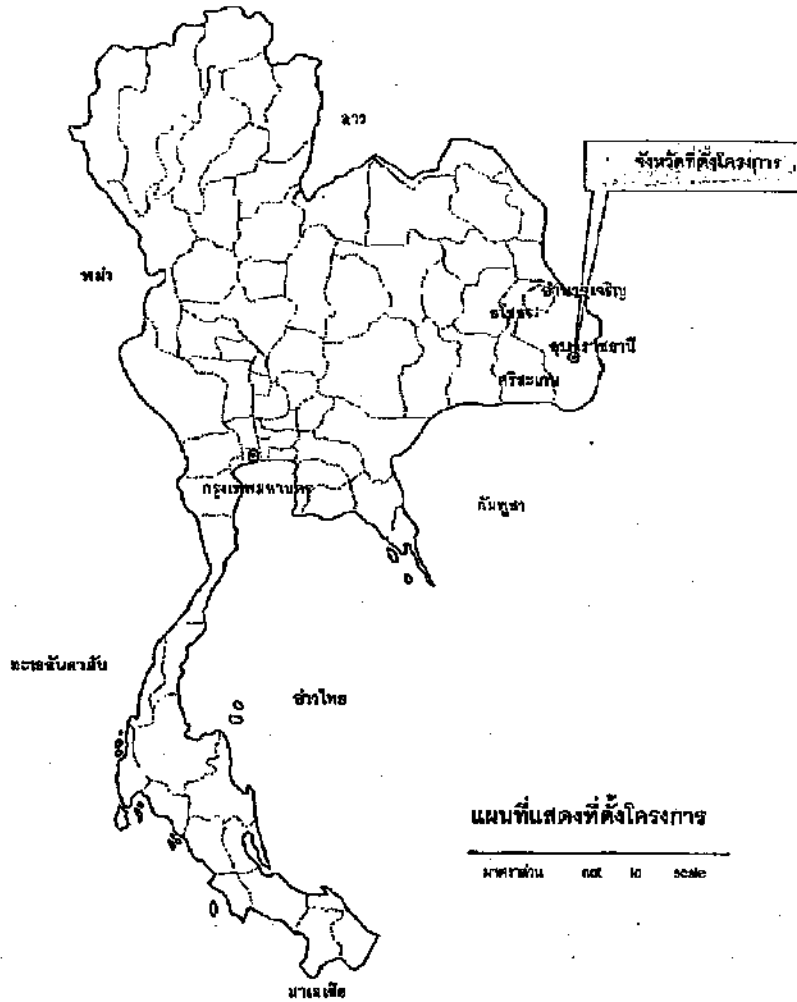 ลาว
จังหวัดที่ตั้งโครงการ
พม่า
อำนาจเจริญ
ยโสธร
อุบลราชธานี
ศรีสะเกษ
กรุงเทพมหานคร
กัมพูชา
ทะเลอันดามัน
อ่าวไทย
แผนที่แสดงที่ตั้งโครงการ
มาตราส่วน not to scale
มาเลเซีย